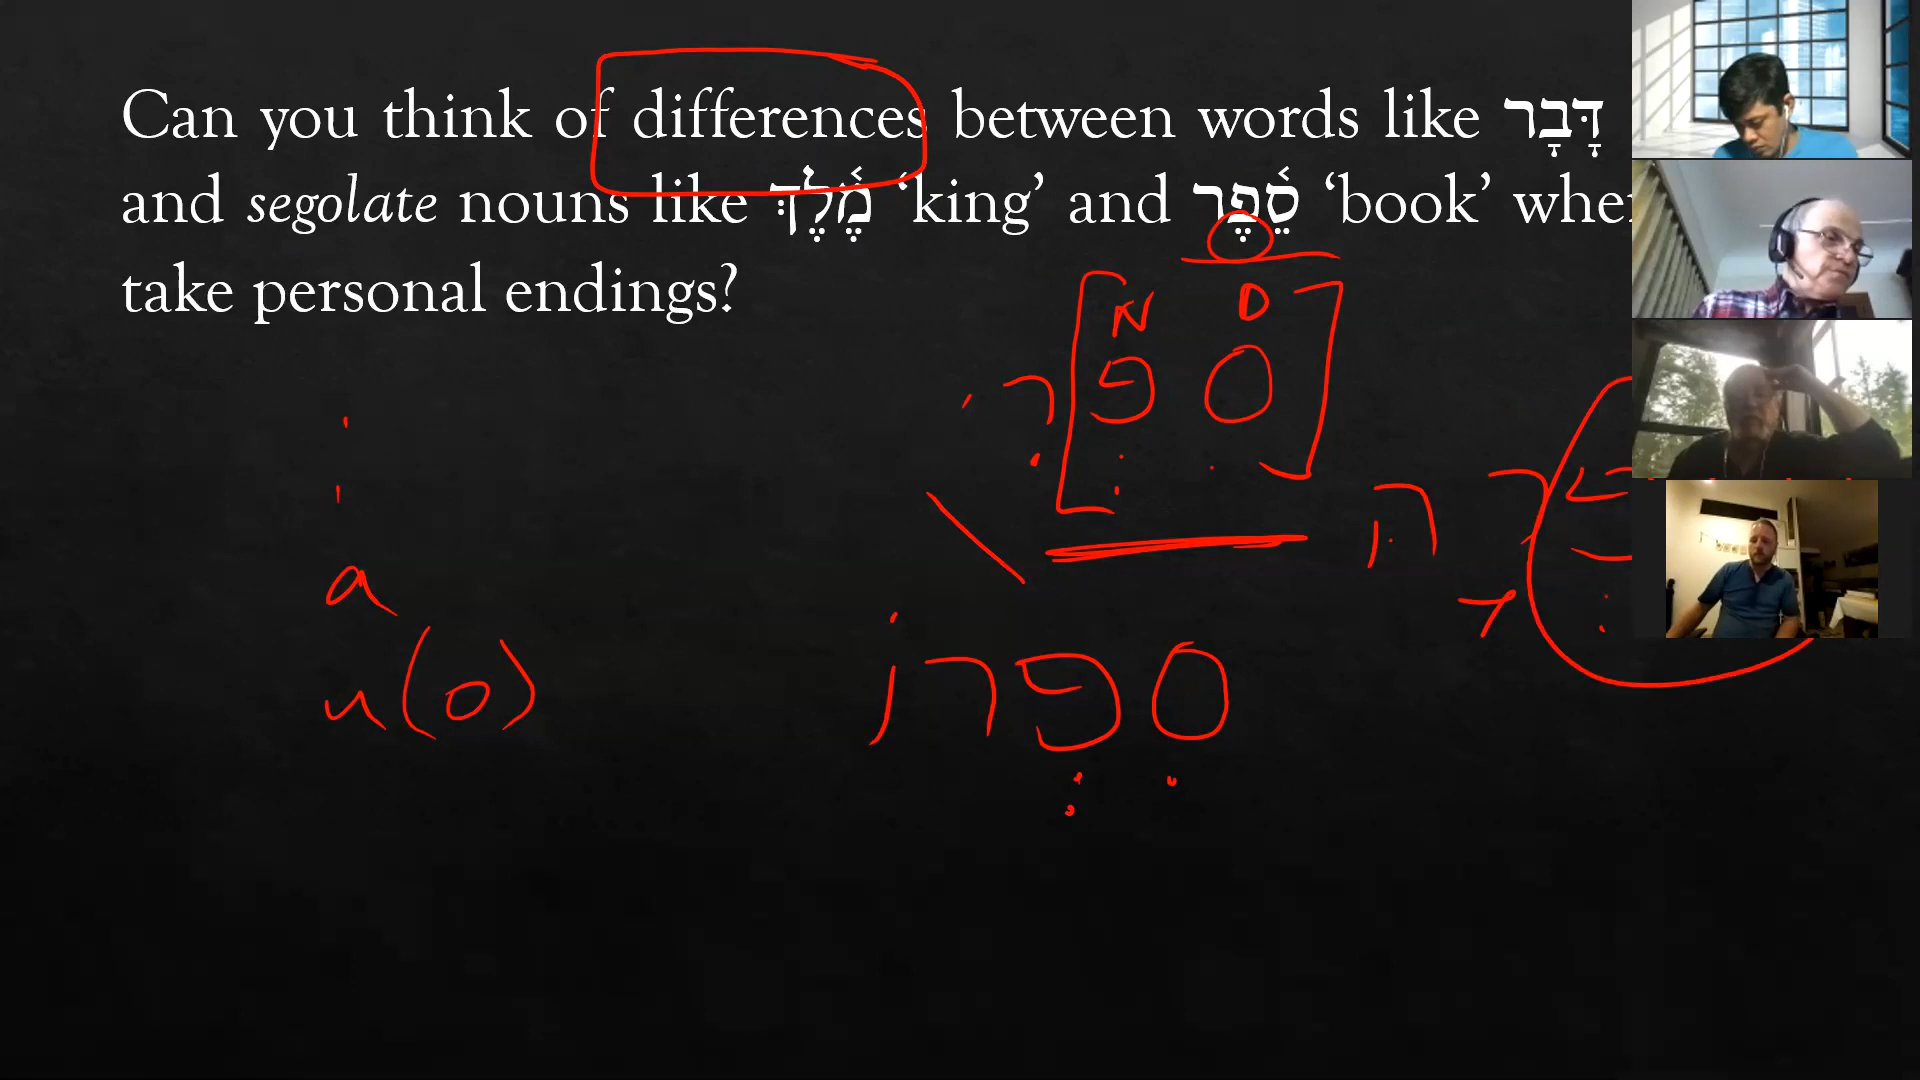 Can you think of differences between words like דָּבָר
and segolate nouns like מֶ֫לֶךְ ‘king’ and סֵ֫פֶר ‘book’ whe
take personal endings?
a
u(o)
סִפְרוֹ